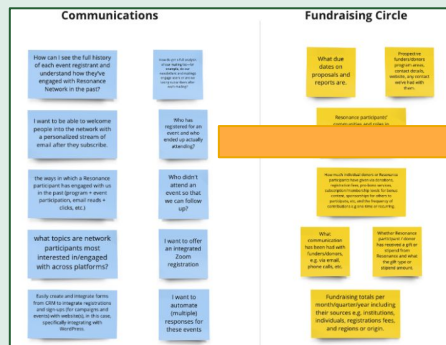 Communications
How can I see the full history
of each event registrant and
understand how they've
engaged with Resonance
Network in the past?
I want to be able to welcome
people into the network with
a personalized stream of
email after they subscribe.
Who has
registered for an
event and who
ended up actually
attending?
the ways in which a Resonance
participant has engaged with us
in the past (program + event
participation, email reads +
clicks, etc.)
Who didn't
attend an
event so that
we can follow
up?
what topics are network
participants most
interested/engaged
with across platforms?
I want to offer
an integrated
Zoom
registration
Easily create and integrate forms
from CRM to integrate registrations
and sign-ups (for campaigns and
events) with website(s), in this case,
specifically integrating with
WordPress.
I want to
automate
(multiple)
responses for
these events
Fundraising Circle
What due
dates on
proposals and
reports are.
Prospective
funders/donors
program areas,
contact details,
website, any contact
we've had with
them.
Resonance participants'
What
communication
has been had with
funders/donors,
e.g. via email,
phone calls, etc.
Whether Resonance
participant / donor
has received a gift or
stipend from
Resonance and what
the gift type or
stipend amount
Fundraising totals per
month/quarter/year including
their sources e.g. institutions,
individuals, registrations fees,
and regions or origin.